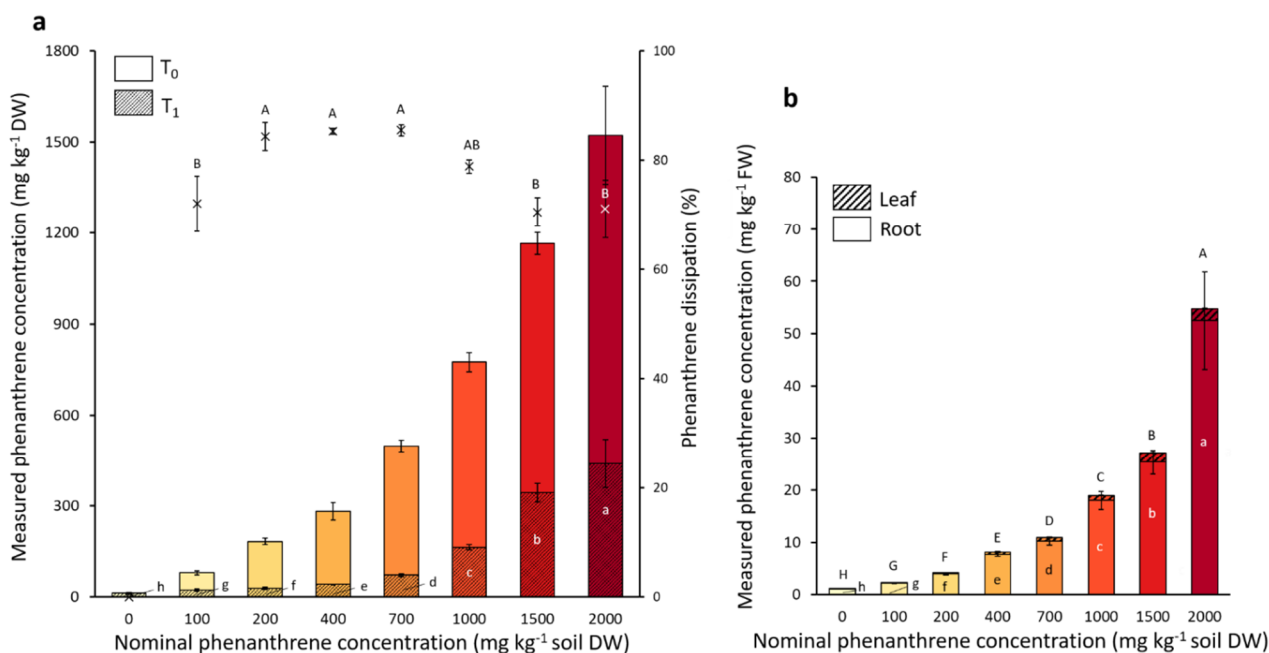 a
Measured phenanthrene concentration (mg kg⁻¹ DW)
1800
1500
1200
900
600
300
0
T₀
T₁
B
A
A
A
AB
B
B
h
g
f
e
d
c
b
a
100
80
60
40
20
0
Phenanthrene dissipation (%)
0 100 200 400 700 1000 1500 2000
Nominal phenanthrene concentration (mg kg⁻¹ soil DW)
b
Measured phenanthrene concentration (mg kg⁻¹ FW)
80
70
60
50
40
30
20
10
0
Leaf
Root
H
G
F
E
D
C
B
A
h
g
f
e
d
c
b
a
0 100 200 400 700 1000 1500 2000
Nominal phenanthrene concentration (mg kg⁻¹ soil DW)